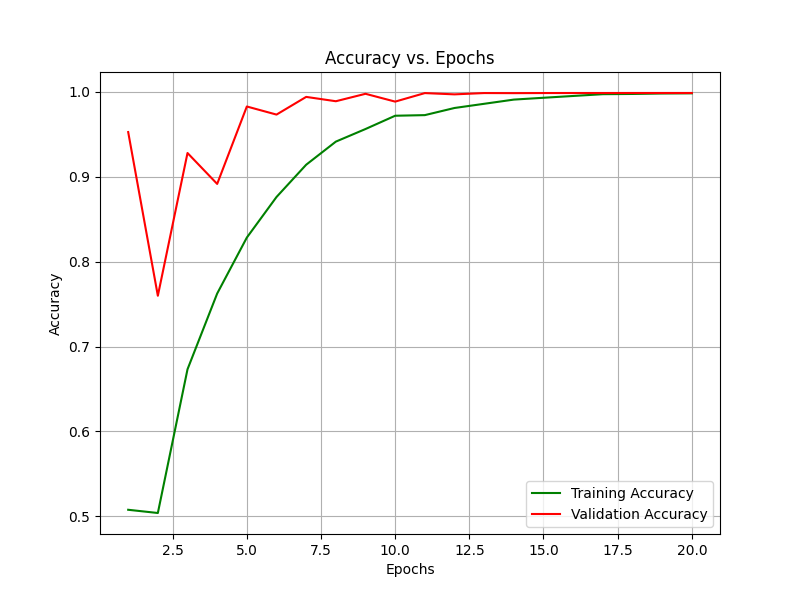 Accuracy vs. Epochs
1.0
0.9
0.8
0.7
0.6
0.5
Accuracy
Training Accuracy
Validation Accuracy
2.5 5.0 7.5 10.0 12.5 15.0 17.5 20.0
Epochs